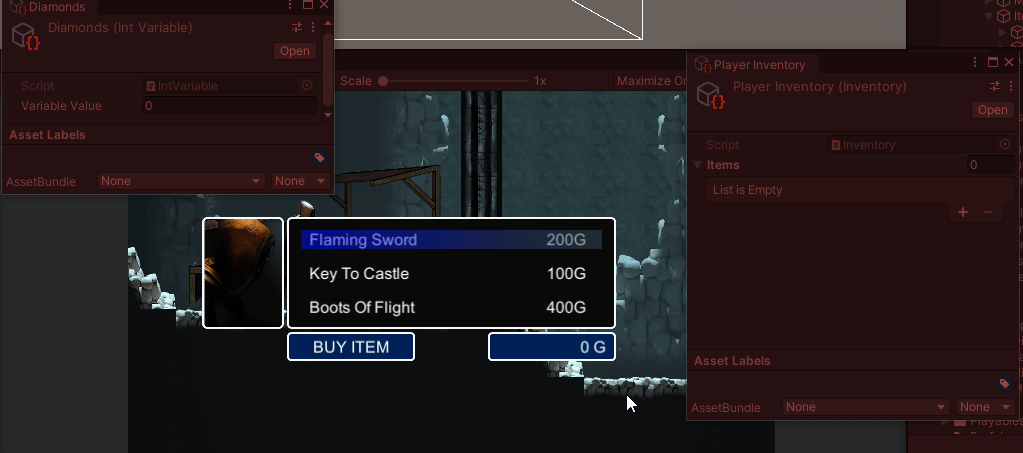 Diamonds
Diamonds (Int Variable)
Open
Script IntVariable
Variable Value 0
Asset Labels
AssetBundle None None
Scale 1x
Player Inventory
Player Inventory (Inventory)
Open
Script Inventory
Items 0
List is Empty
Asset Labels
AssetBundle None None
Flaming Sword 200G
Key To Castle 100G
Boots Of Flight 400G
BUY ITEM 0 G
Playables